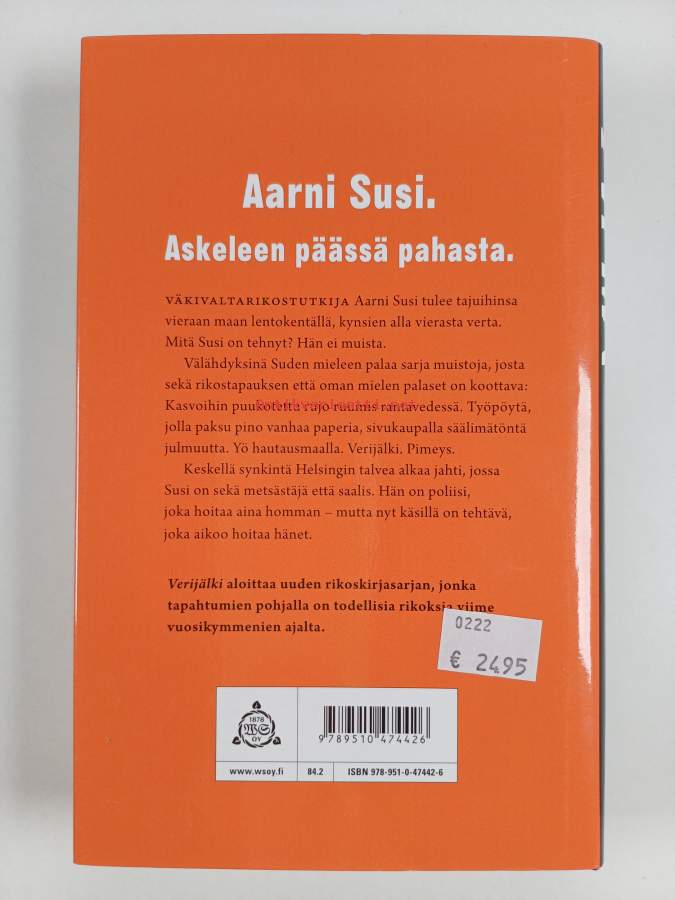 Aarni Susi.
Askeleen päässä pahasta.
VÄKIVALTARIKOSTUTKIJA Aarni Susi tulee tajuihinsa
vieraan maan lentokentällä, kynsien alla vierasta verta.
Mitä Susi on tehnyt? Hän ei muista.
Välähdyksinä Suden mieleen palaa sarja muistoja, josta
sekä rikostapauksen että oman mielen palaset on koottava:
Kasvoihin puukotettu ruumis rantavedessä. Työpöytä,
jolla paksu pino vanhaa paperia, sivukaupalla säälimätöntä
julmuutta. Yö hautausmaalla. Verijälki. Pimeys.
Keskellä synkintä Helsingin talvea alkaa jahti, jossa
Susi on sekä metsästäjä että saalis. Hän on poliisi,
joka hoitaa aina homman – mutta nyt käsillä on tehtävä,
joka aikoo hoitaa hänet.
Verijälki aloittaa uuden rikoskirjasarjan, jonka
tapahtumien pohjalla on todellisia rikoksia viime
vuosikymmenien ajalta.
0222
€ 2495
1878
WS
OY
9 789510 474426
www.wsoy.fi
84.2
ISBN 978-951-0-47442-6